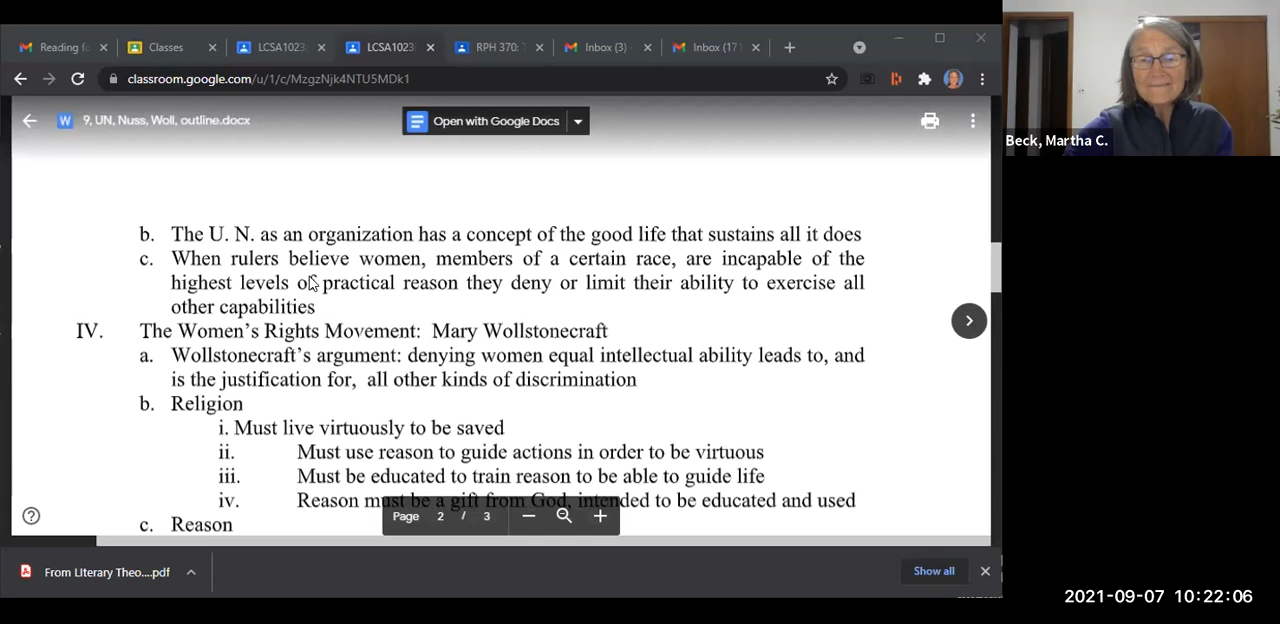 Reading fo
Classes
LCSA1023
LCSA1023
RPH 370: T
Inbox (3) -
Inbox (17
classroom.google.com/u/1/c/MzgzNjk4NTU5MDk1
W 9, UN, Nuss, Woll, outline.docx
Open with Google Docs
Beck, Martha C.
b. The U. N. as an organization has a concept of the good life that sustains all it does
c. When rulers believe women, members of a certain race, are incapable of the
highest levels of practical reason they deny or limit their ability to exercise all
other capabilities
IV. The Women's Rights Movement: Mary Wollstonecraft
a. Wollstonecraft's argument: denying women equal intellectual ability leads to, and
is the justification for, all other kinds of discrimination
b. Religion
i. Must live virtuously to be saved
ii. Must use reason to guide actions in order to be virtuous
iii. Must be educated to train reason to be able to guide life
iv. Reason must be a gift from God, intended to be educated and used
c. Reason
Page 2 / 3
From LIterary Theo....pdf
Show all
2021-09-07 10:22:06